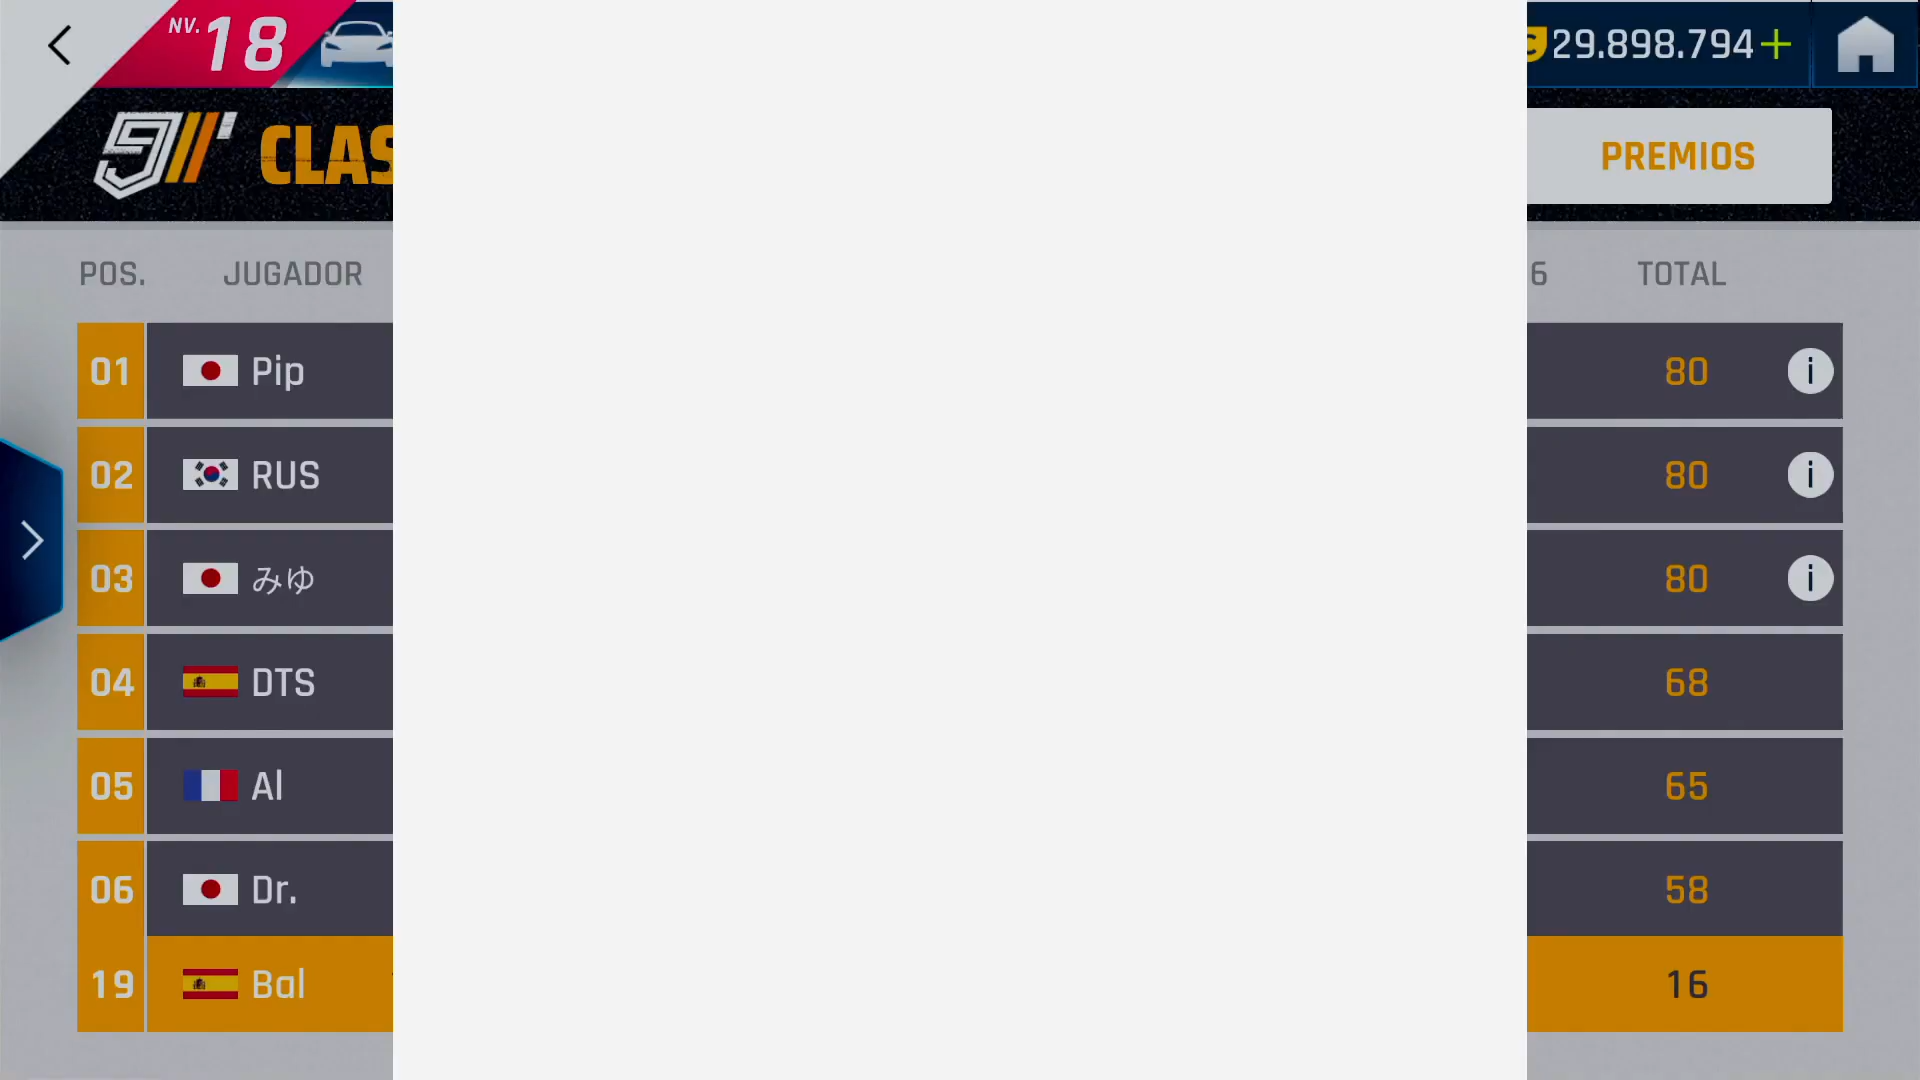 NV. 18
29.898.794
CLAS
PREMIOS
POS. JUGADOR 6 TOTAL
01 Pip 80 i
02 RUS 80 i
03 みゆ 80 i
04 DTS 68
05 Al 65
06 Dr. 58
19 Bal 16